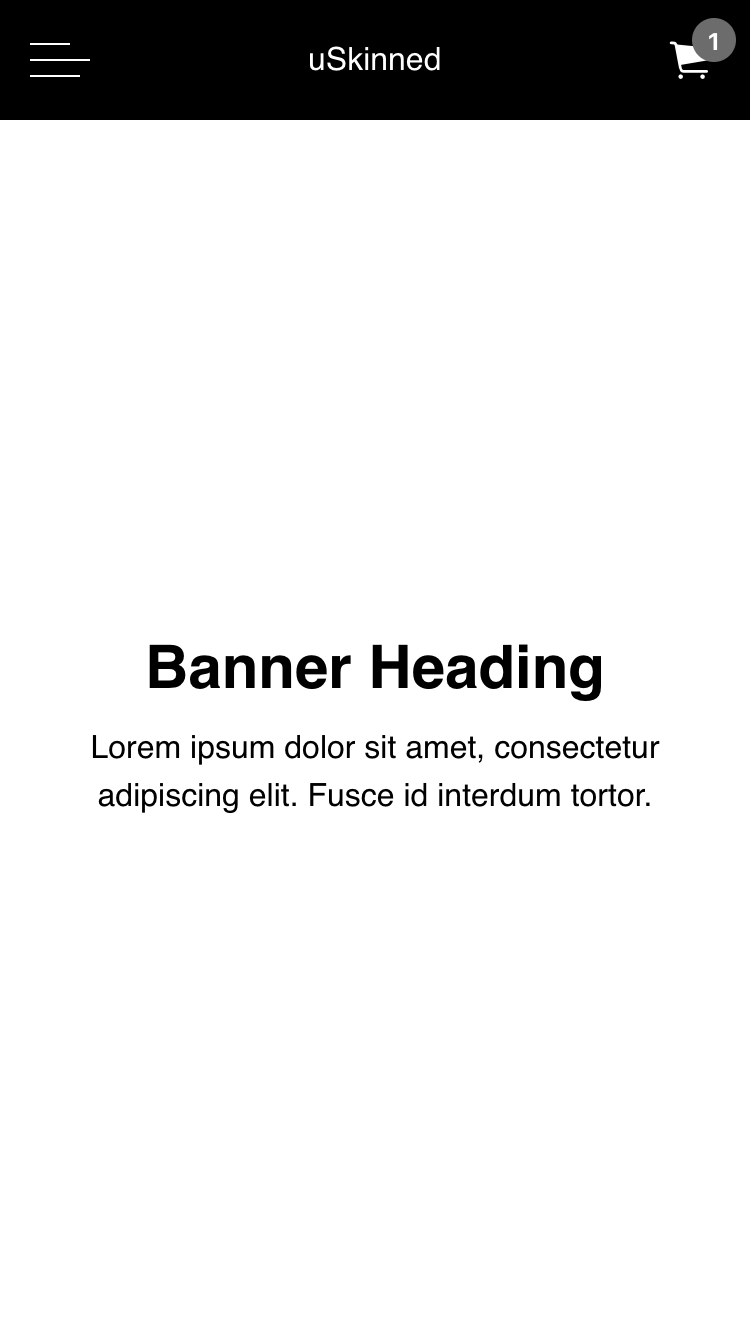 uSkinned
1
Banner Heading
Lorem ipsum dolor sit amet, consectetur
adipiscing elit. Fusce id interdum tortor.